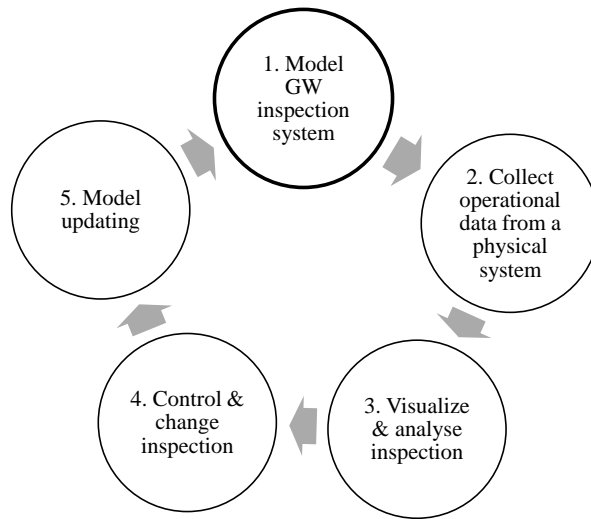 1. Model
GW
inspection
system
2. Collect
operational
data from a
physical
system
3. Visualize
& analyse
inspection
4. Control &
change
inspection
5. Model
updating